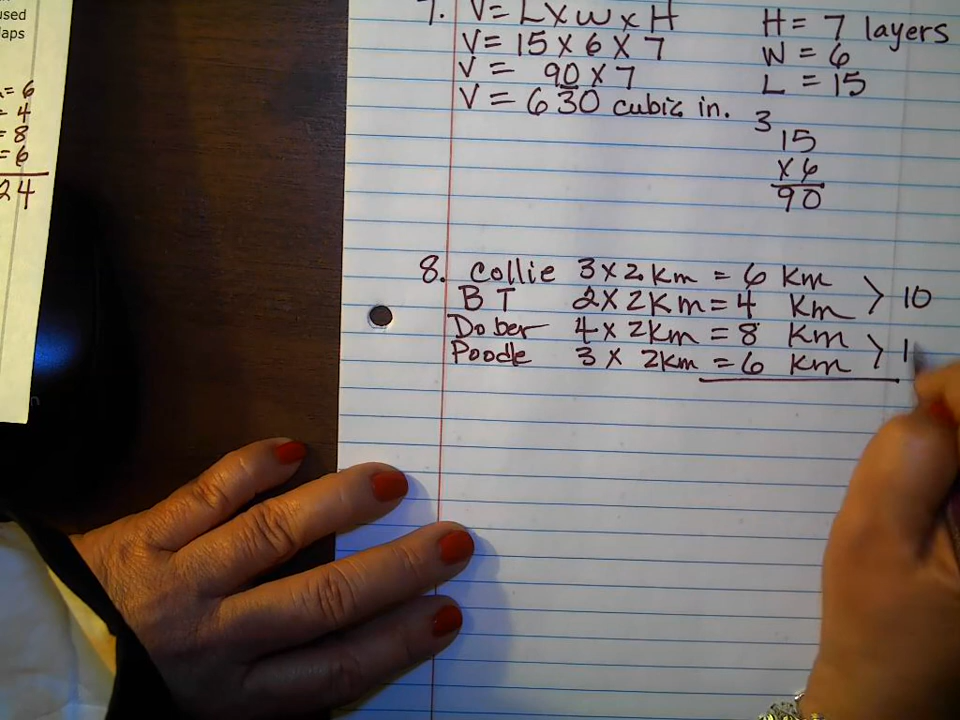 used
laps
= 6
= 4
= 8
= 6
24
7. V = L x W x H
V = 15 x 6 x 7
V = 90 x 7
V = 630 cubic in.
H = 7 layers
W = 6
L = 15
3
15
x 6
90
8. Collie 3 x 2 km = 6 km
B T 2 x 2 km = 4 km > 10
Dober 4 x 2 km = 8 km
Poodle 3 x 2 km = 6 km > 1